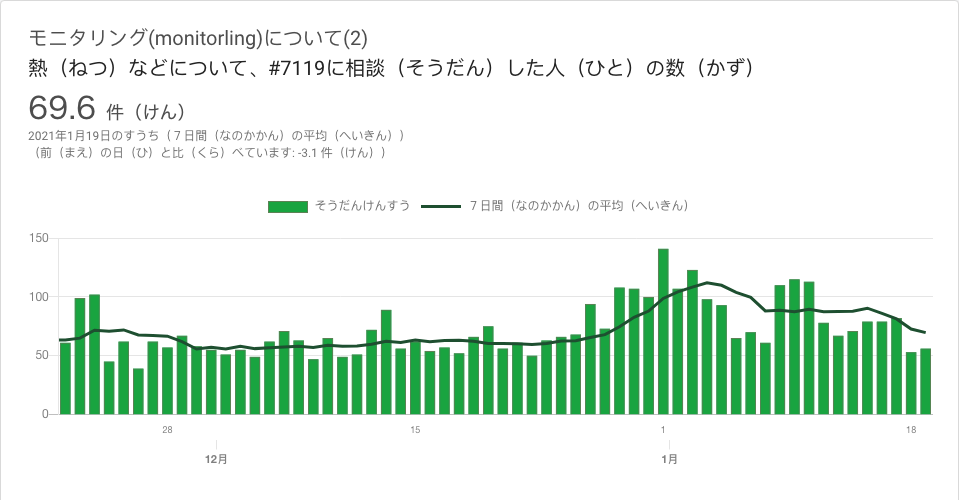 モニタリング(monitorling)について(2)
熱（ねつ）などについて、#7119に相談（そうだん）した人（ひと）の数（かず）
69.6 件（けん）
2021年1月19日のすうち（７日間（なのかかん）の平均（へいきん））
（前（まえ）の日（ひ）と比（くら）べています: -3.1 件（けん））
そうだんけんすう ７日間（なのかかん）の平均（へいきん）
150
100
50
0
28 15 1 18
12月 1月